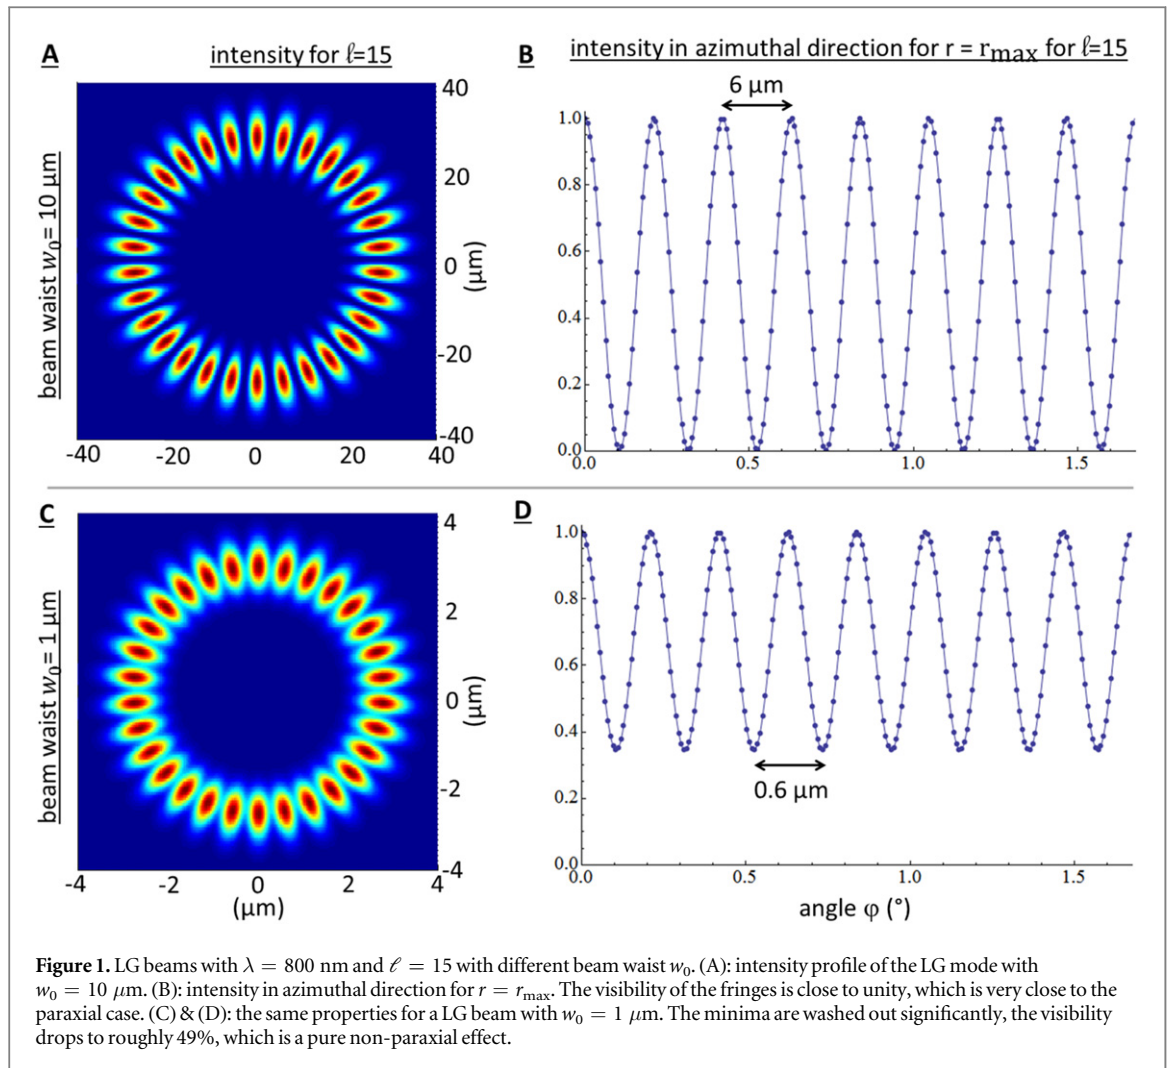 A
intensity for ℓ=15
40
20
0
-20
-40
(μm)
beam waist w₀= 10 μm
-40
-20
0
20
40
B
intensity in azimuthal direction for r = rₘₐₓ for ℓ=15
6 μm
1.0
0.8
0.6
0.4
0.2
0.0
0.0
0.5
1.0
1.5
C
4
2
0
-2
-4
(μm)
beam waist w₀= 1 μm
-4
-2
0
2
4
(μm)
D
1.0
0.8
0.6
0.4
0.2
0.0
0.6 μm
0.0
0.5
1.0
1.5
angle φ (°)
Figure 1. LG beams with λ = 800 nm and ℓ = 15 with different beam waist w₀. (A): intensity profile of the LG mode with
w₀ = 10 μm. (B): intensity in azimuthal direction for r = rₘₐₓ. The visibility of the fringes is close to unity, which is very close to the
paraxial case. (C) & (D): the same properties for a LG beam with w₀ = 1 μm. The minima are washed out significantly, the visibility
drops to roughly 49%, which is a pure non-paraxial effect.